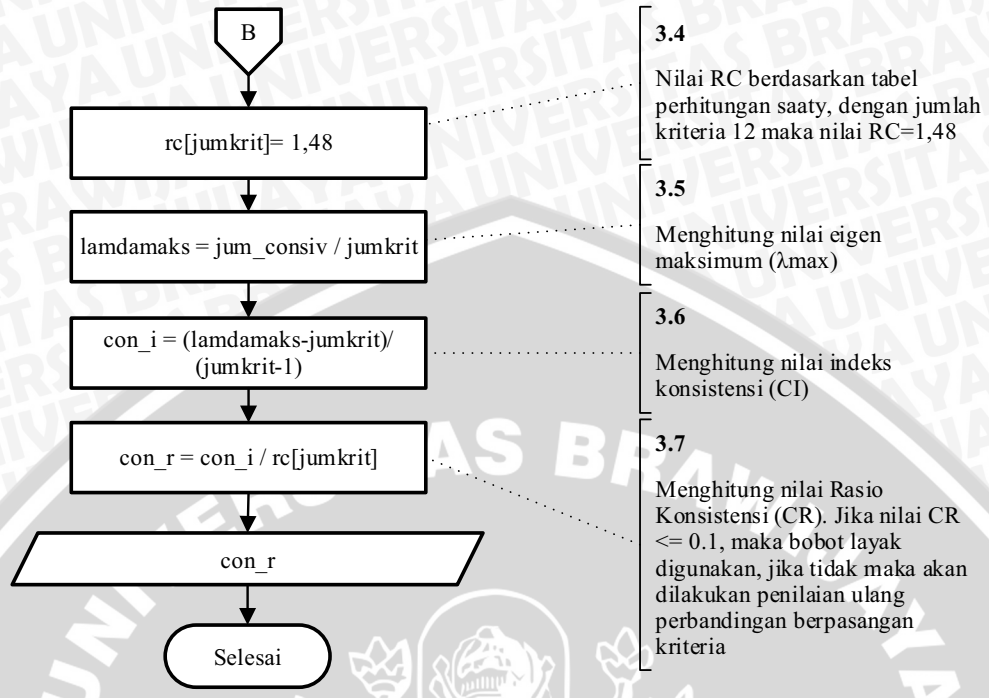 B
rc[jumkrit]= 1,48
lamdamaks = jum_consiv / jumkrit
con_i = (lamdamaks-jumkrit)/
(jumkrit-1)
con_r = con_i / rc[jumkrit]
con_r
Selesai
3.4
Nilai RC berdasarkan tabel
perhitungan saaty, dengan jumlah
kriteria 12 maka nilai RC=1,48
3.5
Menghitung nilai eigen
maksimum (λmax)
3.6
Menghitung nilai indeks
konsistensi (CI)
3.7
Menghitung nilai Rasio
Konsistensi (CR). Jika nilai CR
<= 0.1, maka bobot layak
digunakan, jika tidak maka akan
dilakukan penilaian ulang
perbandingan berpasangan
kriteria